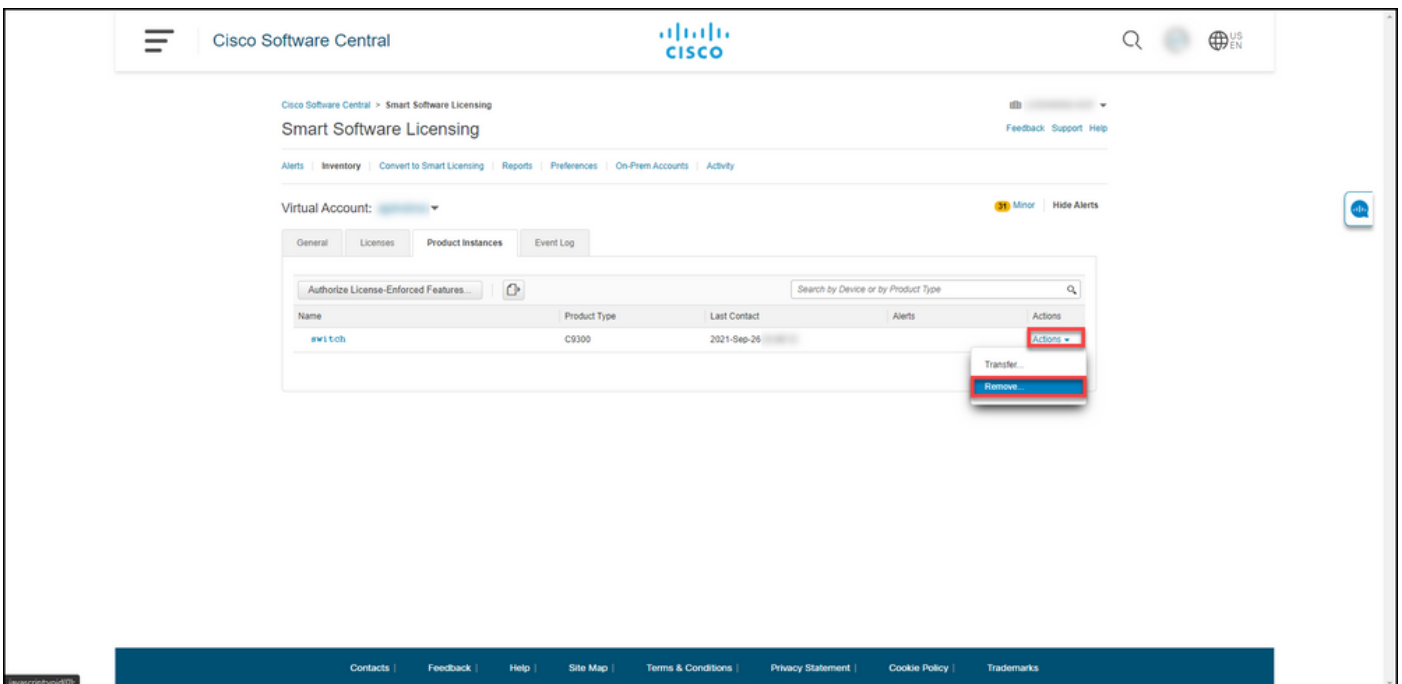 Cisco Software Central
CISCO
US
EN
Cisco Software Central > Smart Software Licensing
Smart Software Licensing
Feedback Support Help
Alerts | Inventory | Convert to Smart Licensing | Reports | Preferences | On-Prem Accounts | Activity
Virtual Account:
31 Minor | Hide Alerts
General Licenses Product Instances Event Log
Authorize License-Enforced Features... |
Search by Device or by Product Type
Name Product Type Last Contact Alerts Actions
switch C9300 2021-Sep-26 Actions
Transfer...
Remove...
Contacts | Feedback | Help | Site Map | Terms & Conditions | Privacy Statement | Cookie Policy | Trademarks
javascript:void(0);